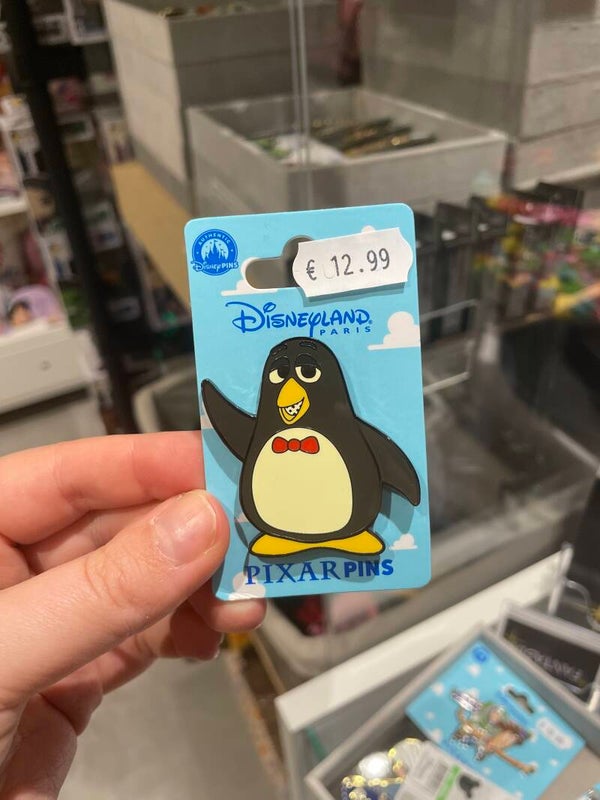 AUTHENTIC
DISNEY PINS
€ 12.99
DISNEYLAND®
PARIS
PIXAR PINS